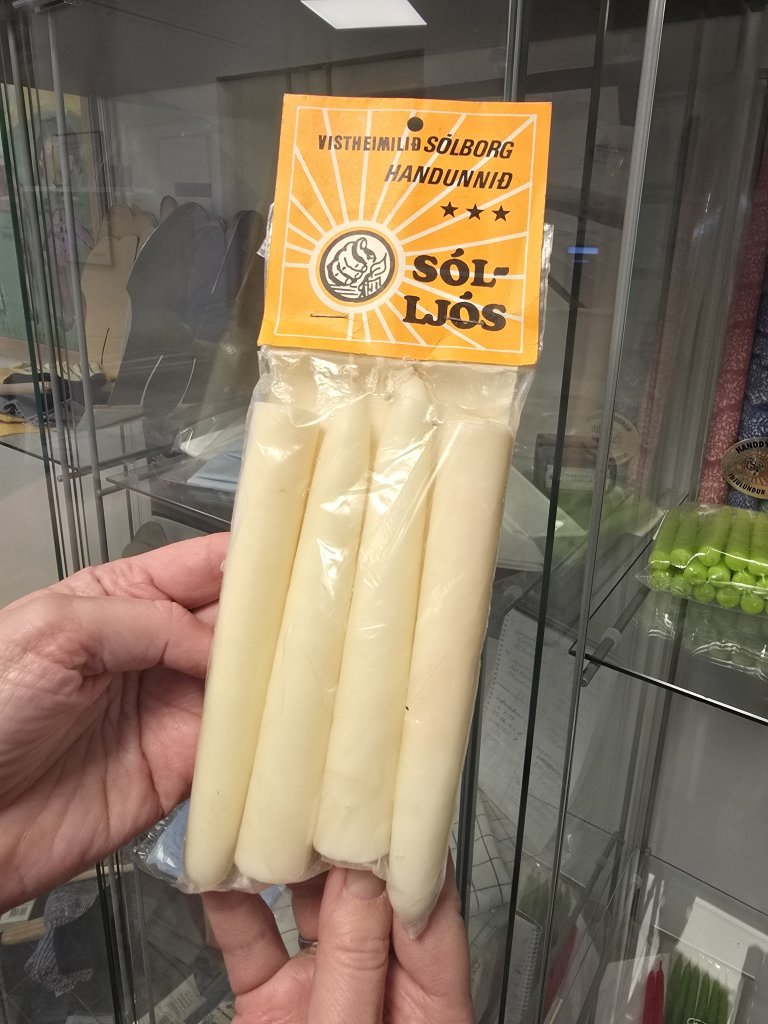 VISTHEIMILIÐ SÓLBORG
HANDUNNIÐ
SÓL-
LJÓS